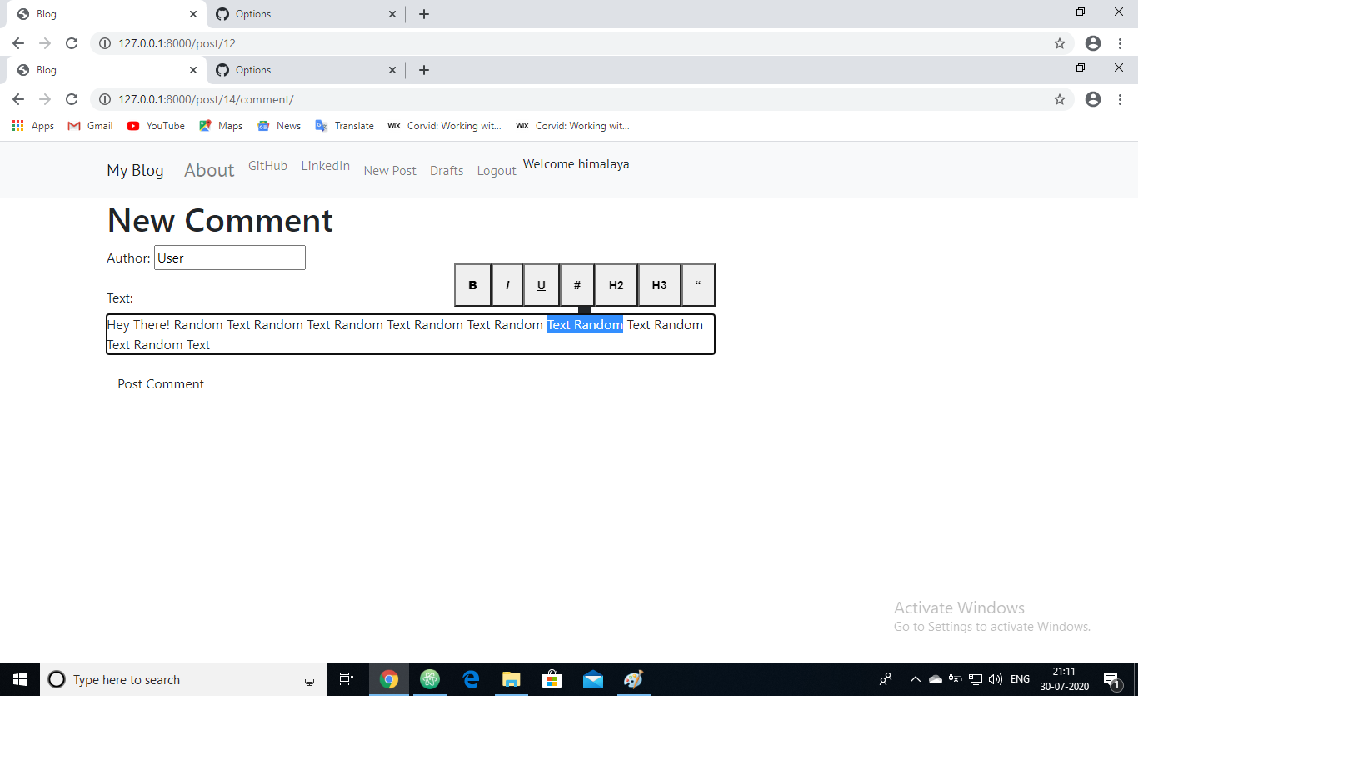 Blog
Options
127.0.0.1:8000/post/12
Blog
Options
127.0.0.1:8000/post/14/comment/
Apps Gmail YouTube Maps News Translate WIX Corvid: Working wit... WIX Corvid: Working wit...
My Blog About GitHub LinkedIn New Post Drafts Logout Welcome himalaya
New Comment
Author: User
B I U # H2 H3 “
Text:
Hey There! Random Text Random Text Random Text Random Text Random Text Random Text Random
Text Random Text
Post Comment
Activate Windows
Go to Settings to activate Windows.
Type here to search
ENG
21:11
30-07-2020
1